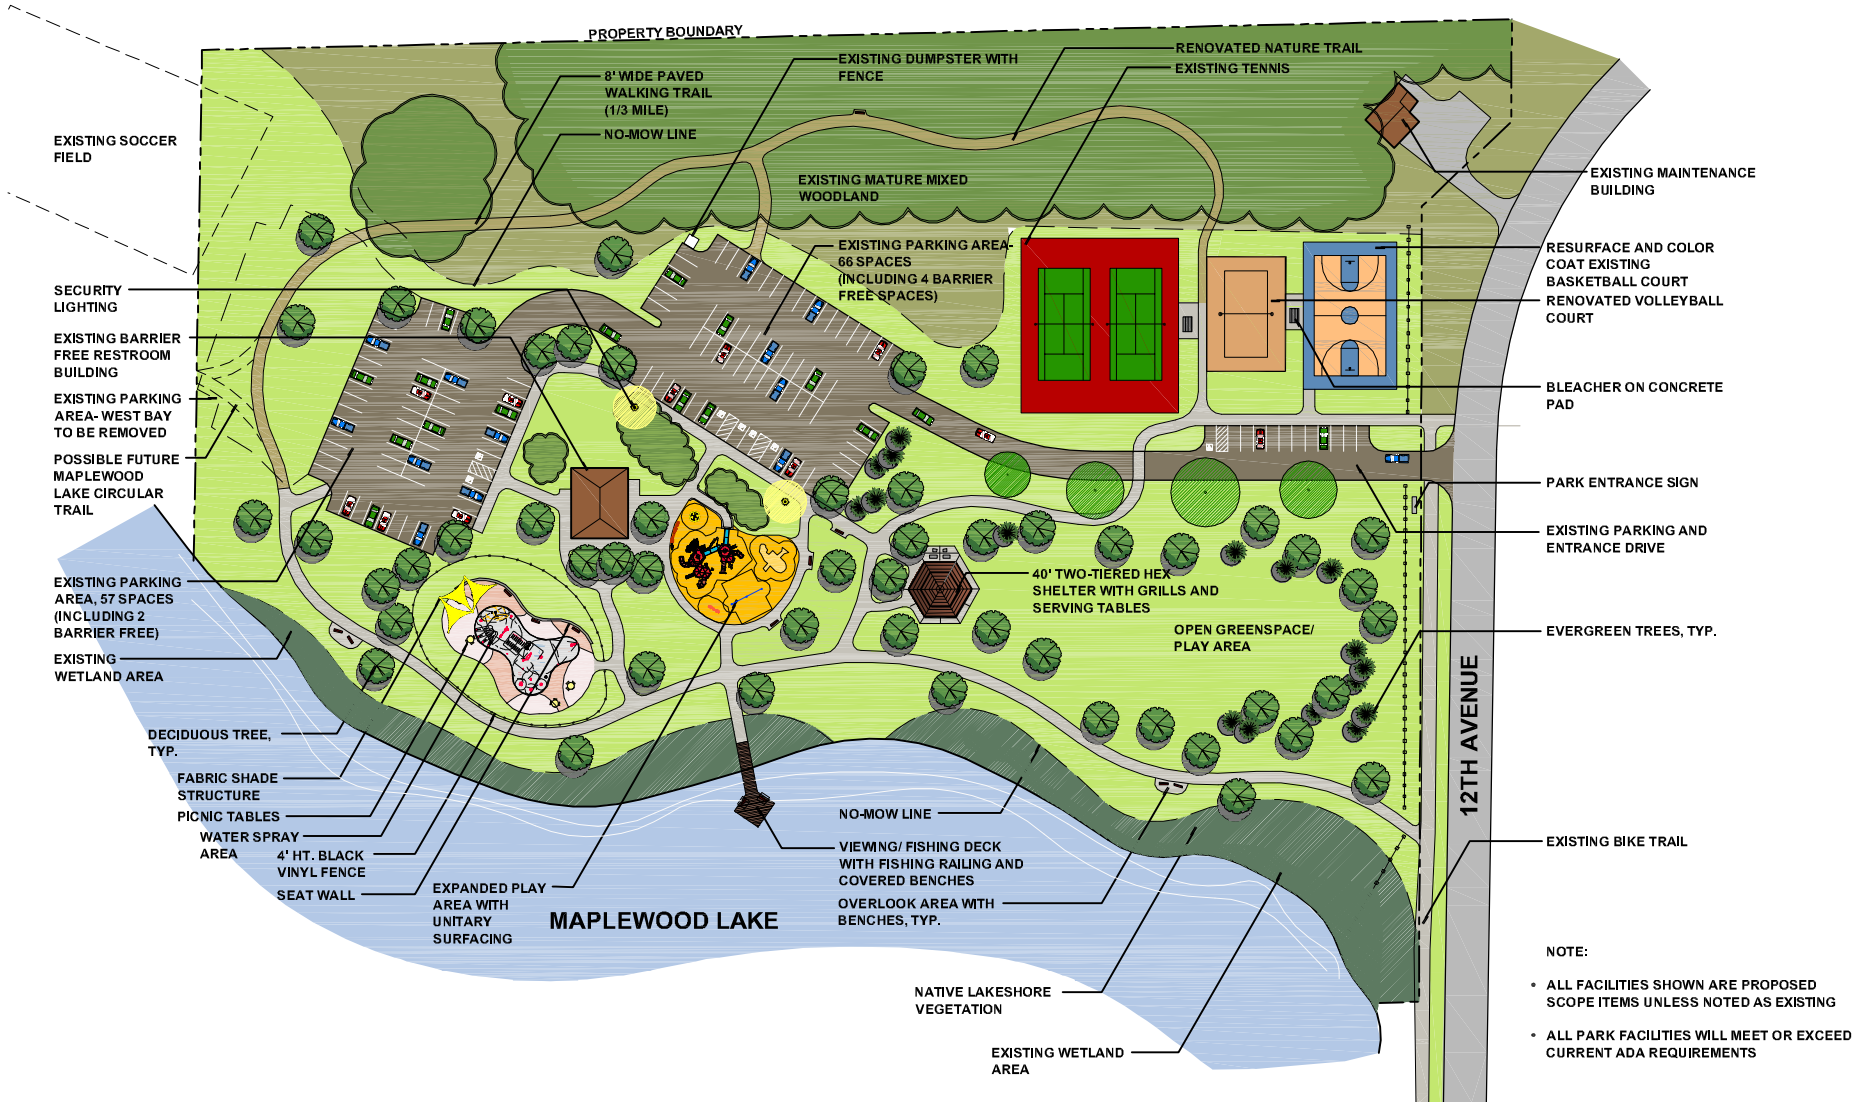 PROPERTY BOUNDARY
8' WIDE PAVED
WALKING TRAIL
(1/3 MILE)
NO-MOW LINE
EXISTING DUMPSTER WITH
FENCE
RENOVATED NATURE TRAIL
EXISTING TENNIS
EXISTING SOCCER
FIELD
EXISTING MATURE MIXED
WOODLAND
EXISTING MAINTENANCE
BUILDING
EXISTING PARKING AREA-
66 SPACES
(INCLUDING 4 BARRIER
FREE SPACES)
RESURFACE AND COLOR
COAT EXISTING
BASKETBALL COURT
RENOVATED VOLLEYBALL
COURT
SECURITY
LIGHTING
EXISTING BARRIER
FREE RESTROOM
BUILDING
EXISTING PARKING
AREA- WEST BAY
TO BE REMOVED
POSSIBLE FUTURE
MAPLEWOOD
LAKE CIRCULAR
TRAIL
BLEACHER ON CONCRETE
PAD
PARK ENTRANCE SIGN
EXISTING PARKING AND
ENTRANCE DRIVE
EXISTING PARKING
AREA, 57 SPACES
(INCLUDING 2
BARRIER FREE)
EXISTING
WETLAND AREA
40' TWO-TIERED HEX
SHELTER WITH GRILLS AND
SERVING TABLES
OPEN GREENSPACE/
PLAY AREA
EVERGREEN TREES, TYP.
12TH AVENUE
DECIDUOUS TREE,
TYP.
FABRIC SHADE
STRUCTURE
PICNIC TABLES
WATER SPRAY
AREA
4' HT. BLACK
VINYL FENCE
SEAT WALL
EXPANDED PLAY
AREA WITH
UNITARY
SURFACING
MAPLEWOOD LAKE
NO-MOW LINE
VIEWING/ FISHING DECK
WITH FISHING RAILING AND
COVERED BENCHES
OVERLOOK AREA WITH
BENCHES, TYP.
EXISTING BIKE TRAIL
NATIVE LAKESHORE
VEGETATION
EXISTING WETLAND
AREA
NOTE:
• ALL FACILITIES SHOWN ARE PROPOSED
SCOPE ITEMS UNLESS NOTED AS EXISTING
• ALL PARK FACILITIES WILL MEET OR EXCEED
CURRENT ADA REQUIREMENTS